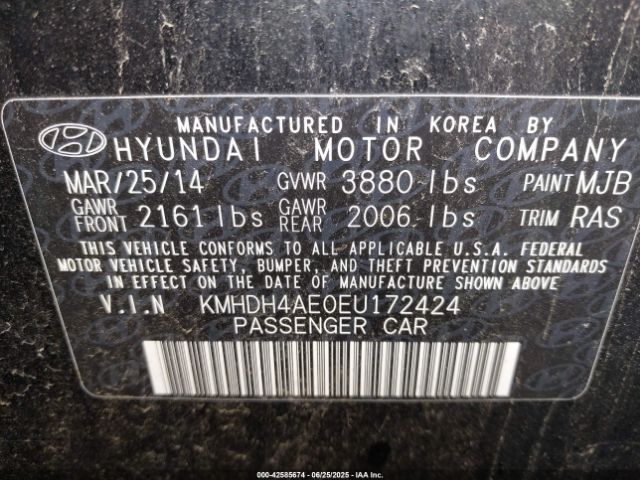 MANUFACTURED IN KOREA BY
HYUNDAI MOTOR COMPANY
MAR/25/14 GVWR 3880 lbs PAINT MJB
GAWR FRONT 2161 lbs GAWR REAR 2006 lbs TRIM RAS
THIS VEHICLE CONFORMS TO ALL APPLICABLE U.S.A. FEDERAL
MOTOR VEHICLE SAFETY, BUMPER, AND THEFT PREVENTION STANDARDS
IN EFFECT ON THE DATE OF MANUFACTURE SHOWN ABOVE
V.I.N KMHDH4AE0EU172424
PASSENGER CAR
000-42585674 | 06/25/2025 | IAA Inc.